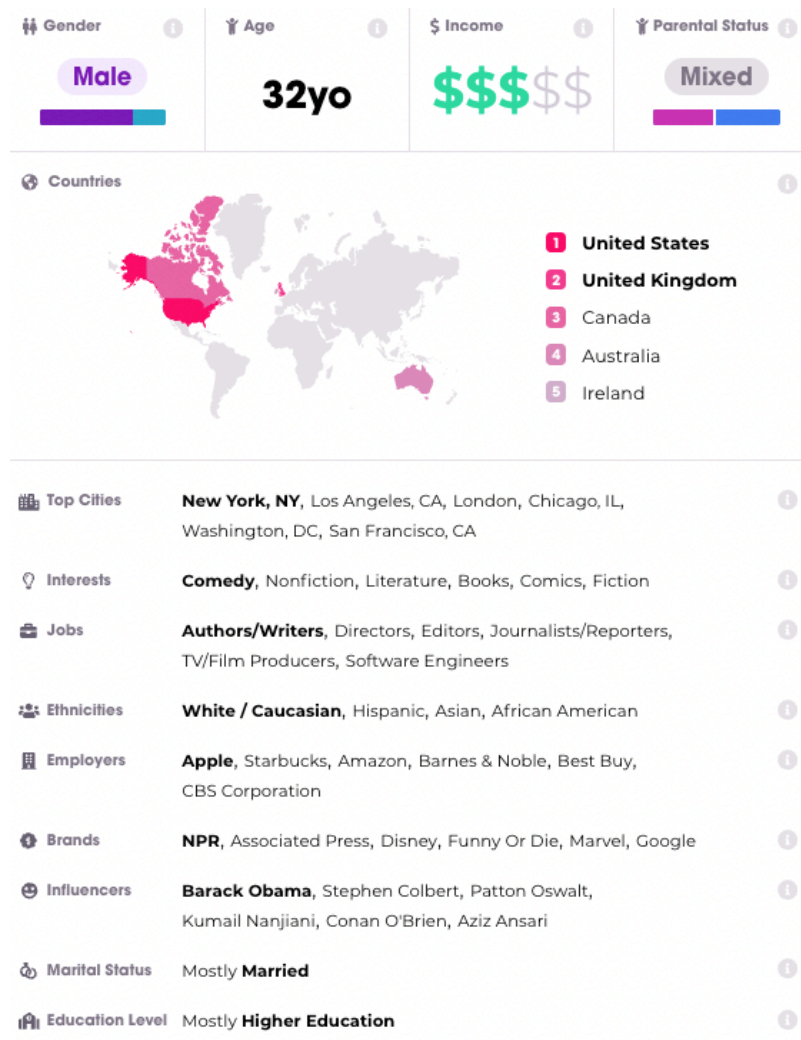 Gender
Age
Income
Parental Status
Male
32yo
$$$$$
Mixed
Countries
1 United States
2 United Kingdom
3 Canada
4 Australia
5 Ireland
Top Cities
New York, NY, Los Angeles, CA, London, Chicago, IL,
Washington, DC, San Francisco, CA
Interests
Comedy, Nonfiction, Literature, Books, Comics, Fiction
Jobs
Authors/Writers, Directors, Editors, Journalists/Reporters,
TV/Film Producers, Software Engineers
Ethnicities
White / Caucasian, Hispanic, Asian, African American
Employers
Apple, Starbucks, Amazon, Barnes & Noble, Best Buy,
CBS Corporation
Brands
NPR, Associated Press, Disney, Funny Or Die, Marvel, Google
Influencers
Barack Obama, Stephen Colbert, Patton Oswalt,
Kumail Nanjiani, Conan O'Brien, Aziz Ansari
Marital Status
Mostly Married
Education Level
Mostly Higher Education